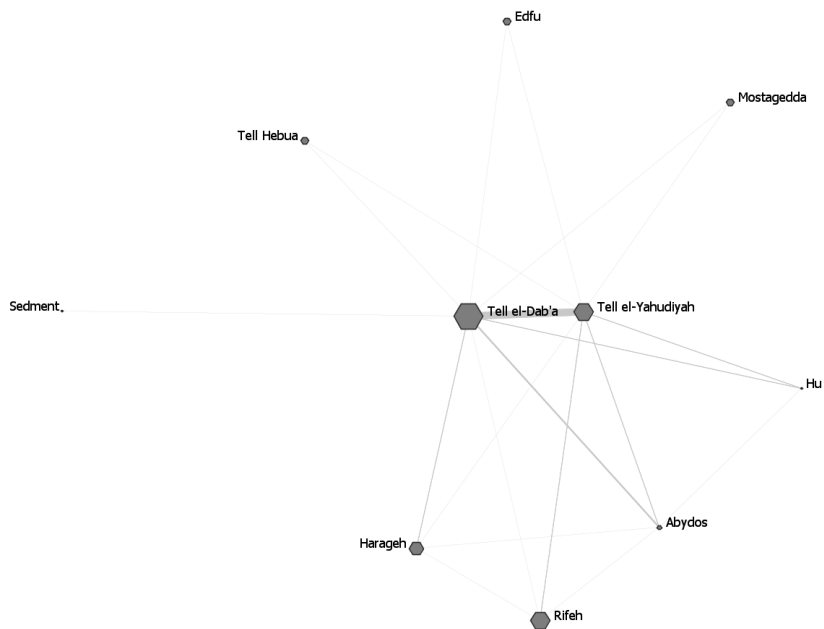 Edfu
Mostagedda
Tell Hebua
Sedment
Tell el-Dab'a
Tell el-Yahudiyah
Hu
Abydos
Harageh
Rifeh